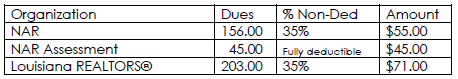 Organization Dues % Non-Ded Amount
NAR 156.00 35% $55.00
NAR Assessment 45.00 Fully deductible $45.00
Louisiana REALTORS® 203.00 35% $71.00